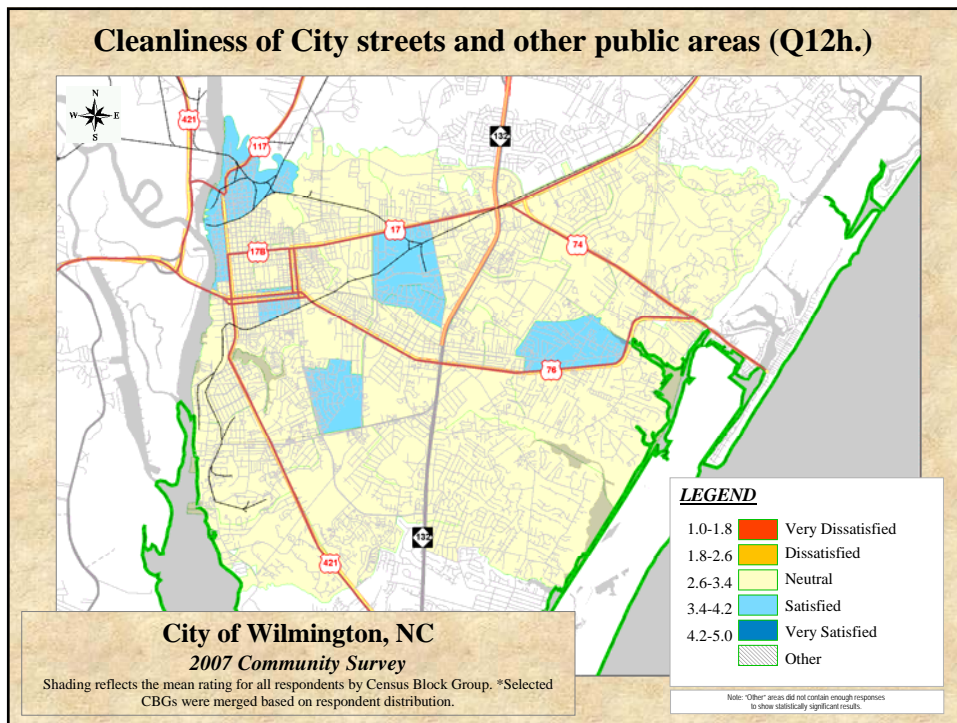 Cleanliness of City streets and other public areas (Q12h.)
N
W E
S
421
117
132
17
17B
74
76
132
421
LEGEND
1.0-1.8 Very Dissatisfied
1.8-2.6 Dissatisfied
2.6-3.4 Neutral
3.4-4.2 Satisfied
4.2-5.0 Very Satisfied
Other
City of Wilmington, NC
2007 Community Survey
Shading reflects the mean rating for all respondents by Census Block Group. *Selected
CBGs were merged based on respondent distribution.
Note: "Other" areas did not contain enough responses
to show statistically significant results.